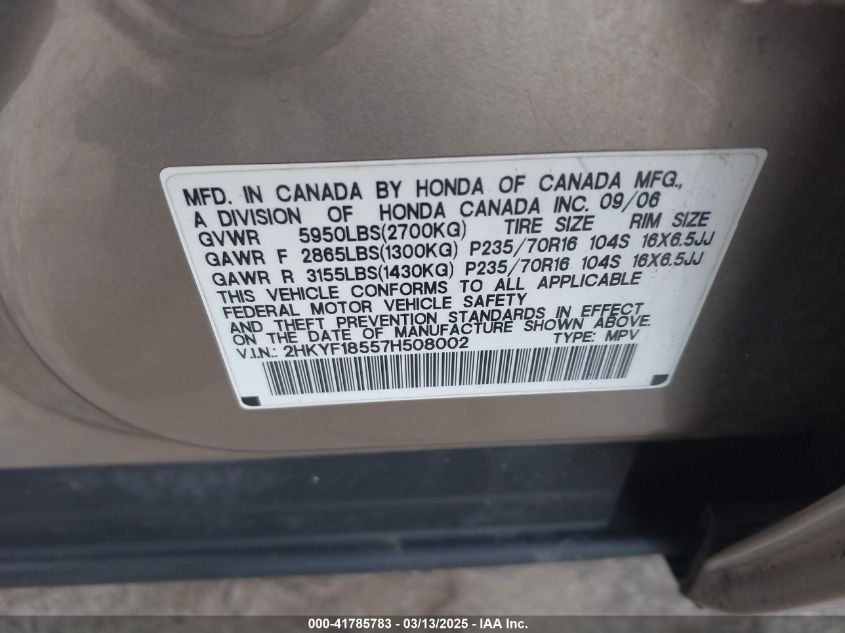 MFD. IN CANADA BY HONDA OF CANADA MFG.,
A DIVISION OF HONDA CANADA INC. 09/06
GVWR 5950LBS(2700KG) TIRE SIZE RIM SIZE
GAWR F 2865LBS(1300KG) P235/70R16 104S 16X6.5JJ
GAWR R 3155LBS(1430KG) P235/70R16 104S 16X6.5JJ
THIS VEHICLE CONFORMS TO ALL APPLICABLE
FEDERAL MOTOR VEHICLE SAFETY
AND THEFT PREVENTION STANDARDS IN EFFECT
ON THE DATE OF MANUFACTURE SHOWN ABOVE.
V.I.N.: 2HKYF18557H508002 TYPE: MPV
000-41785783 - 03/13/2025 - IAA Inc.